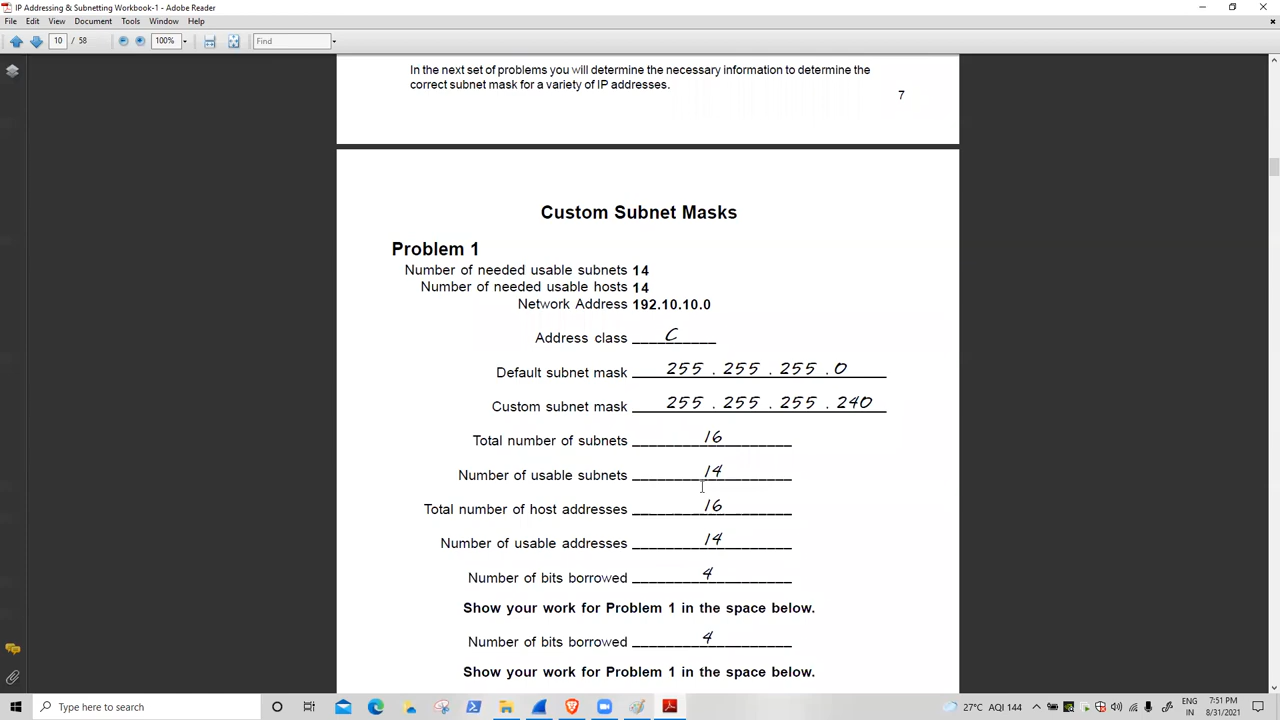 IP Addressing & Subnetting Workbook-1 - Adobe Reader
File Edit View Document Tools Window Help
10 / 58 100% Find
In the next set of problems you will determine the necessary information to determine the
correct subnet mask for a variety of IP addresses.
7
Custom Subnet Masks
Problem 1
Number of needed usable subnets 14
Number of needed usable hosts 14
Network Address 192.10.10.0
Address class C
Default subnet mask 255 . 255 . 255 . 0
Custom subnet mask 255 . 255 . 255 . 240
Total number of subnets 16
Number of usable subnets 14
Total number of host addresses 16
Number of usable addresses 14
Number of bits borrowed 4
Show your work for Problem 1 in the space below.
Number of bits borrowed 4
Show your work for Problem 1 in the space below.
Type here to search 27°C AQI 144 ENG 7:51 PM
IN 8/31/2021